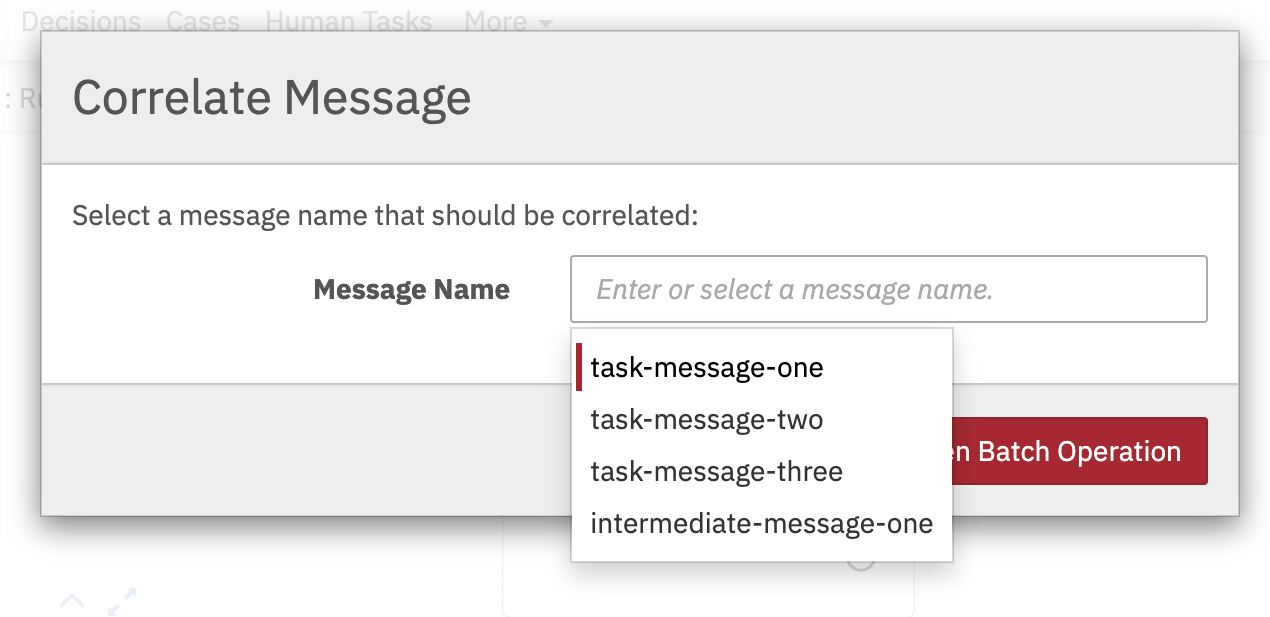 Decisions Cases Human Tasks More
Correlate Message
Select a message name that should be correlated:
Message Name
Enter or select a message name.
task-message-one
task-message-two
task-message-three
intermediate-message-one
Batch Operation